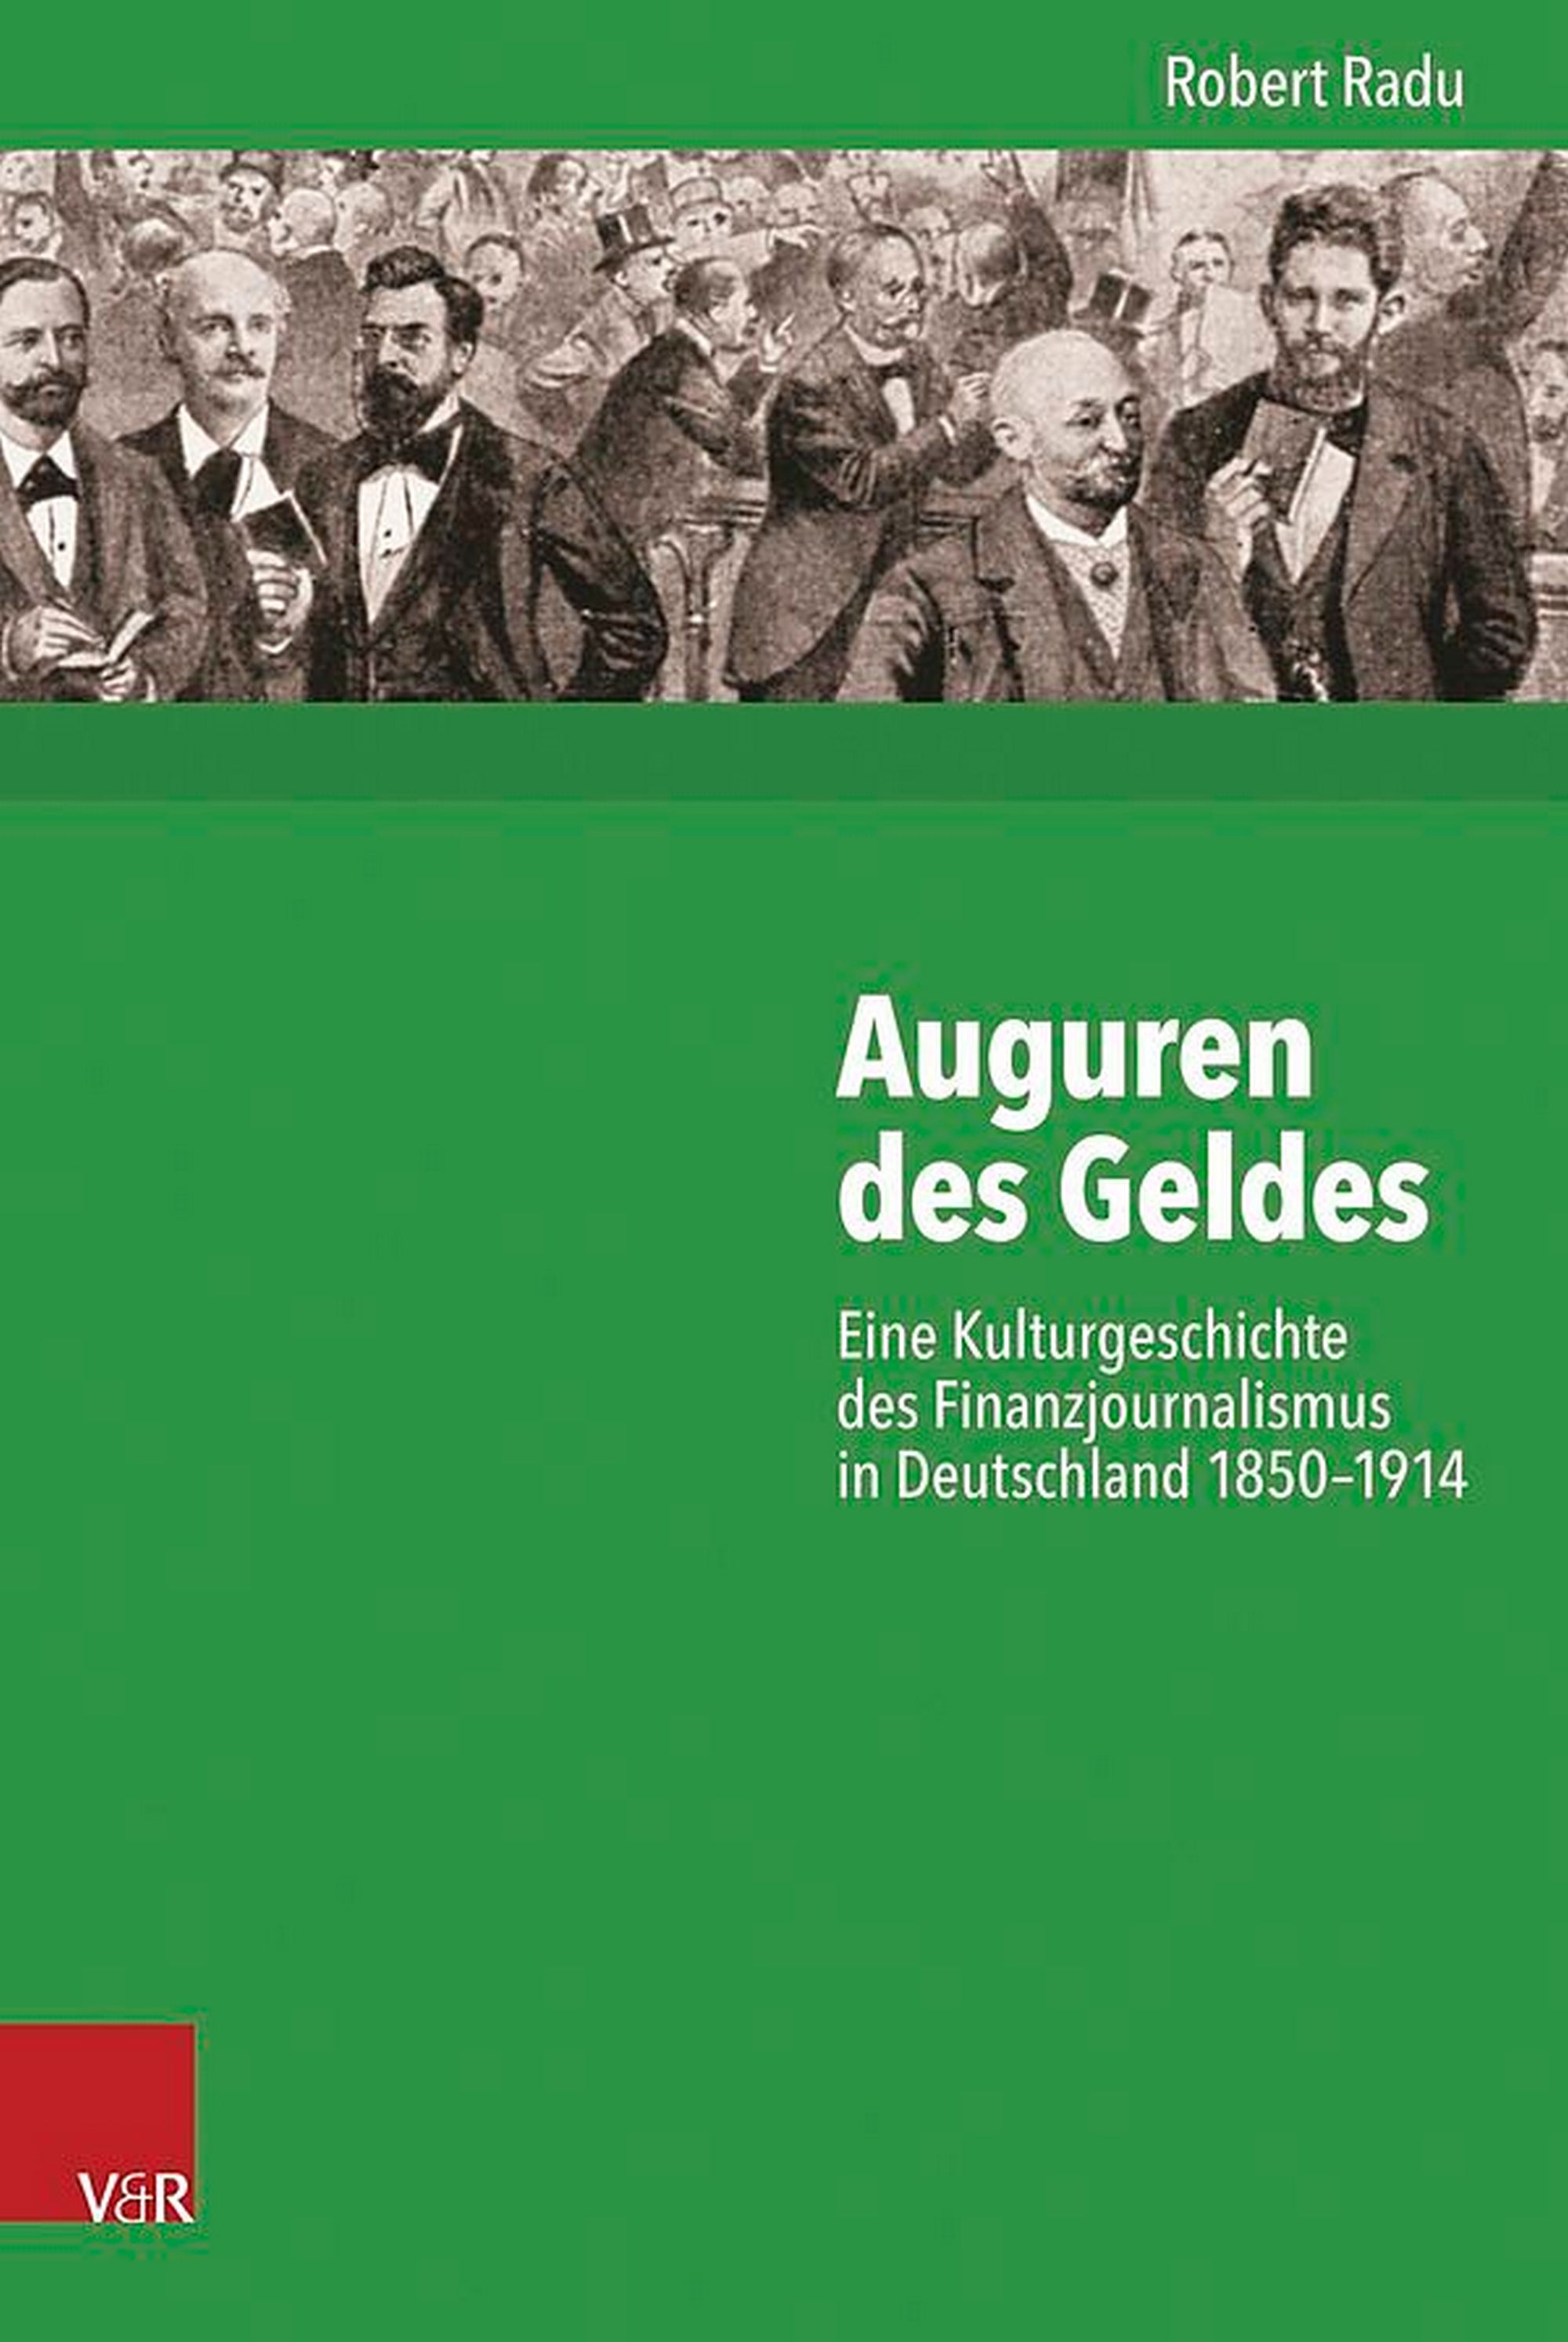 Robert Radu
Auguren
des Geldes
Eine Kulturgeschichte
des Finanzjournalismus
in Deutschland 1850–1914
V&R